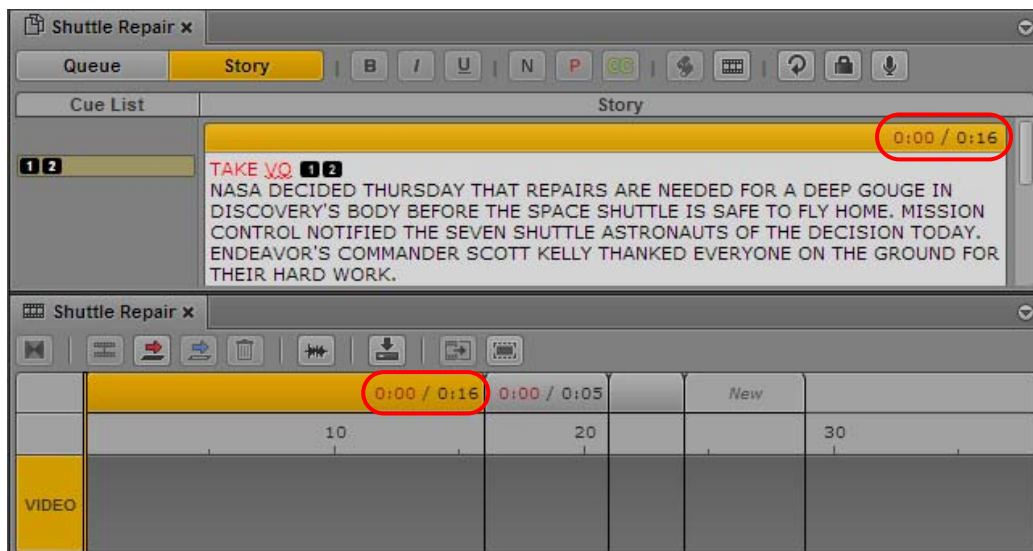 Shuttle Repair x
Queue Story B I U N P CC
Cue List Story
0:00 / 0:16
1 2
TAKE VO 1 2
NASA DECIDED THURSDAY THAT REPAIRS ARE NEEDED FOR A DEEP GOUGE IN
DISCOVERY'S BODY BEFORE THE SPACE SHUTTLE IS SAFE TO FLY HOME. MISSION
CONTROL NOTIFIED THE SEVEN SHUTTLE ASTRONAUTS OF THE DECISION TODAY.
ENDEAVOR'S COMMANDER SCOTT KELLY THANKED EVERYONE ON THE GROUND FOR
THEIR HARD WORK.
Shuttle Repair x
0:00 / 0:16 0:00 / 0:05 New
10 20 30
VIDEO